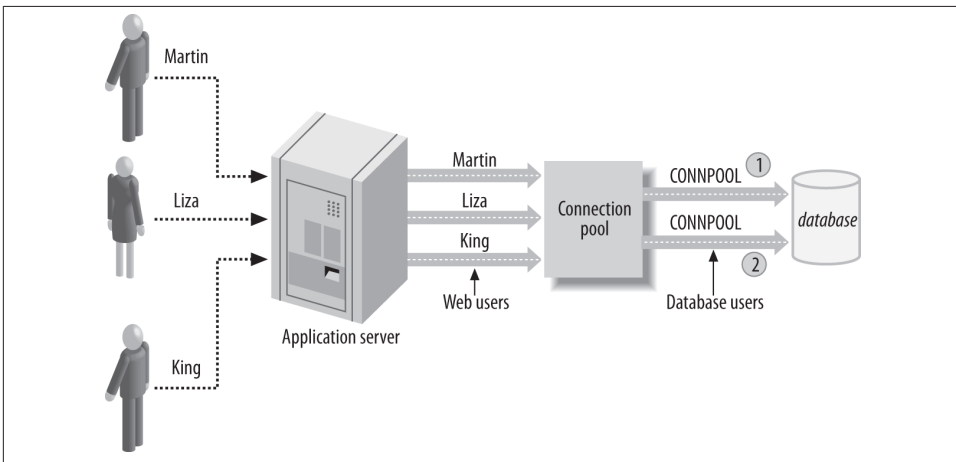 Martin
Liza
King
Application server
Martin
Liza
King
Web users
Connection
pool
CONNPOOL 1
CONNPOOL
2
Database users
database